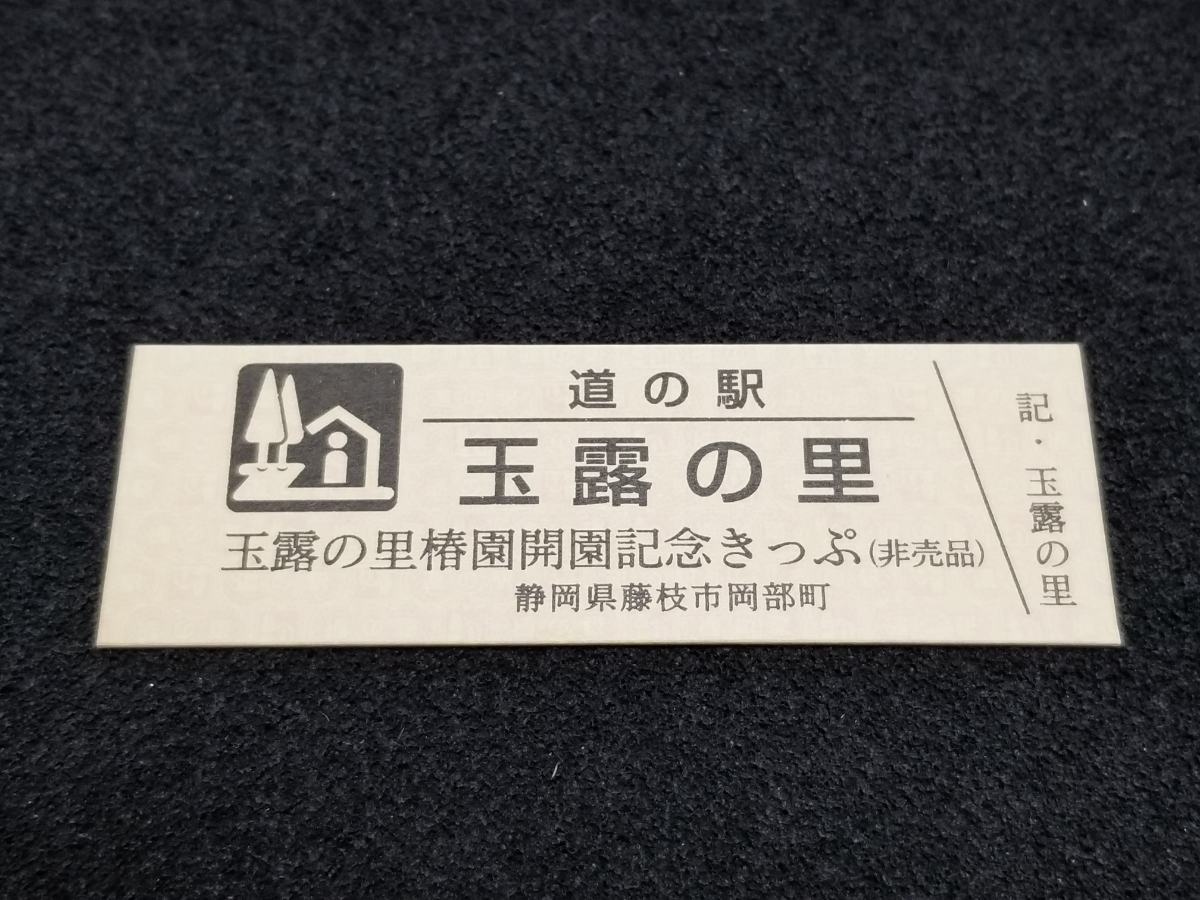 道の駅
玉露の里
玉露の里椿園開園記念きっぷ(非売品)
静岡県藤枝市岡部町
記・玉露の里